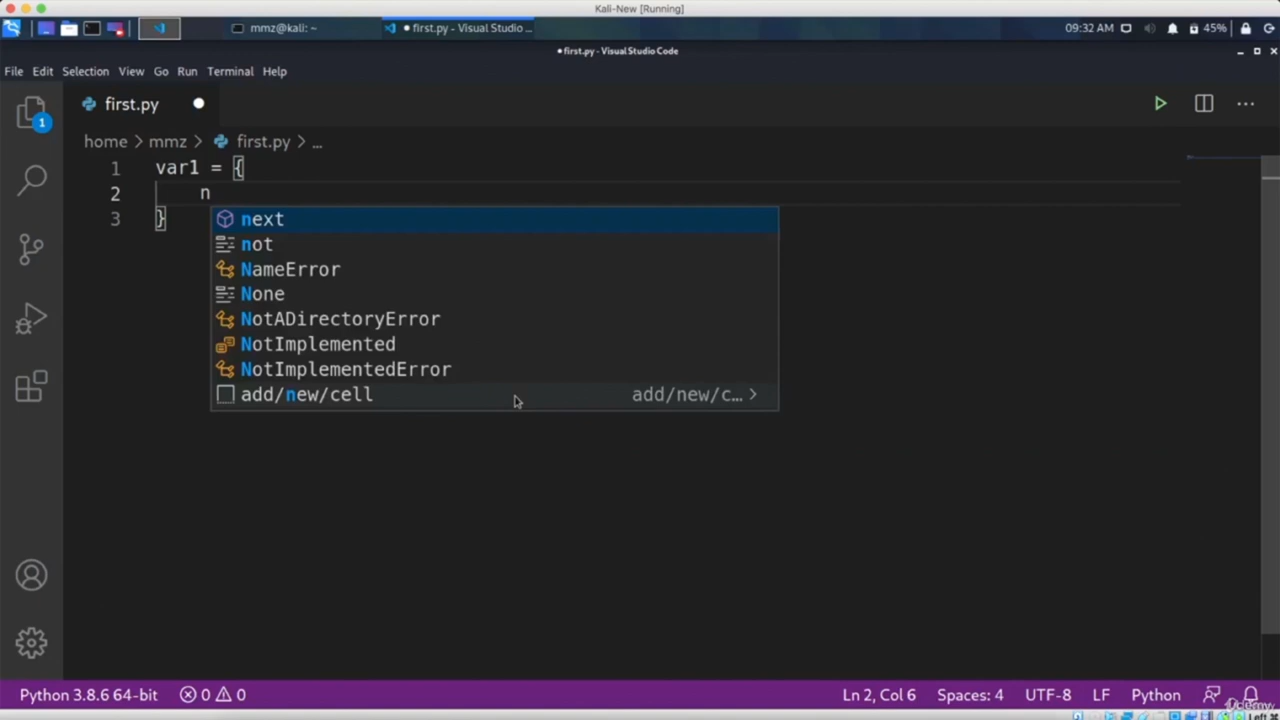 Kali-New [Running]
mmz@kali: ~
first.py - Visual Studio ...
09:32 AM
45%
first.py - Visual Studio Code
File Edit Selection View Go Run Terminal Help
1
first.py
home > mmz > first.py > ...
1 var1 = {
2 n
3 }
next
not
NameError
None
NotADirectoryError
NotImplemented
NotImplementedError
add/new/cell add/new/c... >
Python 3.8.6 64-bit 0 0 Ln 2, Col 6 Spaces: 4 UTF-8 LF Python
Udemy
Left ⌘